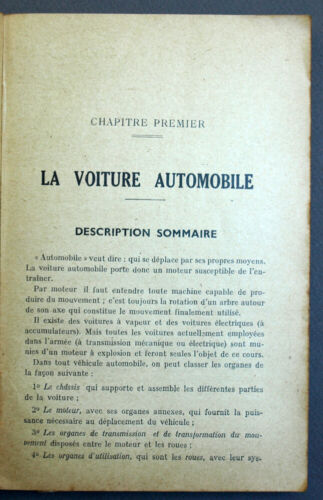 CHAPITRE PREMIER
LA VOITURE AUTOMOBILE
DESCRIPTION SOMMAIRE
« Automobile » veut dire : qui se déplace par ses propres moyens.
La voiture automobile porte donc un moteur susceptible de l'en-
traîner.
Par moteur il faut entendre toute machine capable de pro-
duire du mouvement ; c'est toujours la rotation d'un arbre autour
de son axe qui constitue le mouvement finalement utilisé.
Il existe des voitures à vapeur et des voitures électriques (à
accumulateurs). Mais toutes les voitures actuellement employées
dans l'armée (à transmission mécanique ou électrique) sont mu-
nies d'un moteur à explosion et feront seules l'objet de ce cours.
Dans tout véhicule automobile, on peut classer les organes de
la façon suivante :
1º Le châssis qui supporte et assemble les différentes parties
de la voiture ;
2º Le moteur, avec ses organes annexes, qui fournit la puis-
sance nécessaire au déplacement du véhicule ;
3º Les organes de transmission et de transformation du mou-
vement disposés entre le moteur et les roues ;
4º Les organes d'utilisation, qui sont les roues, avec leur sys-